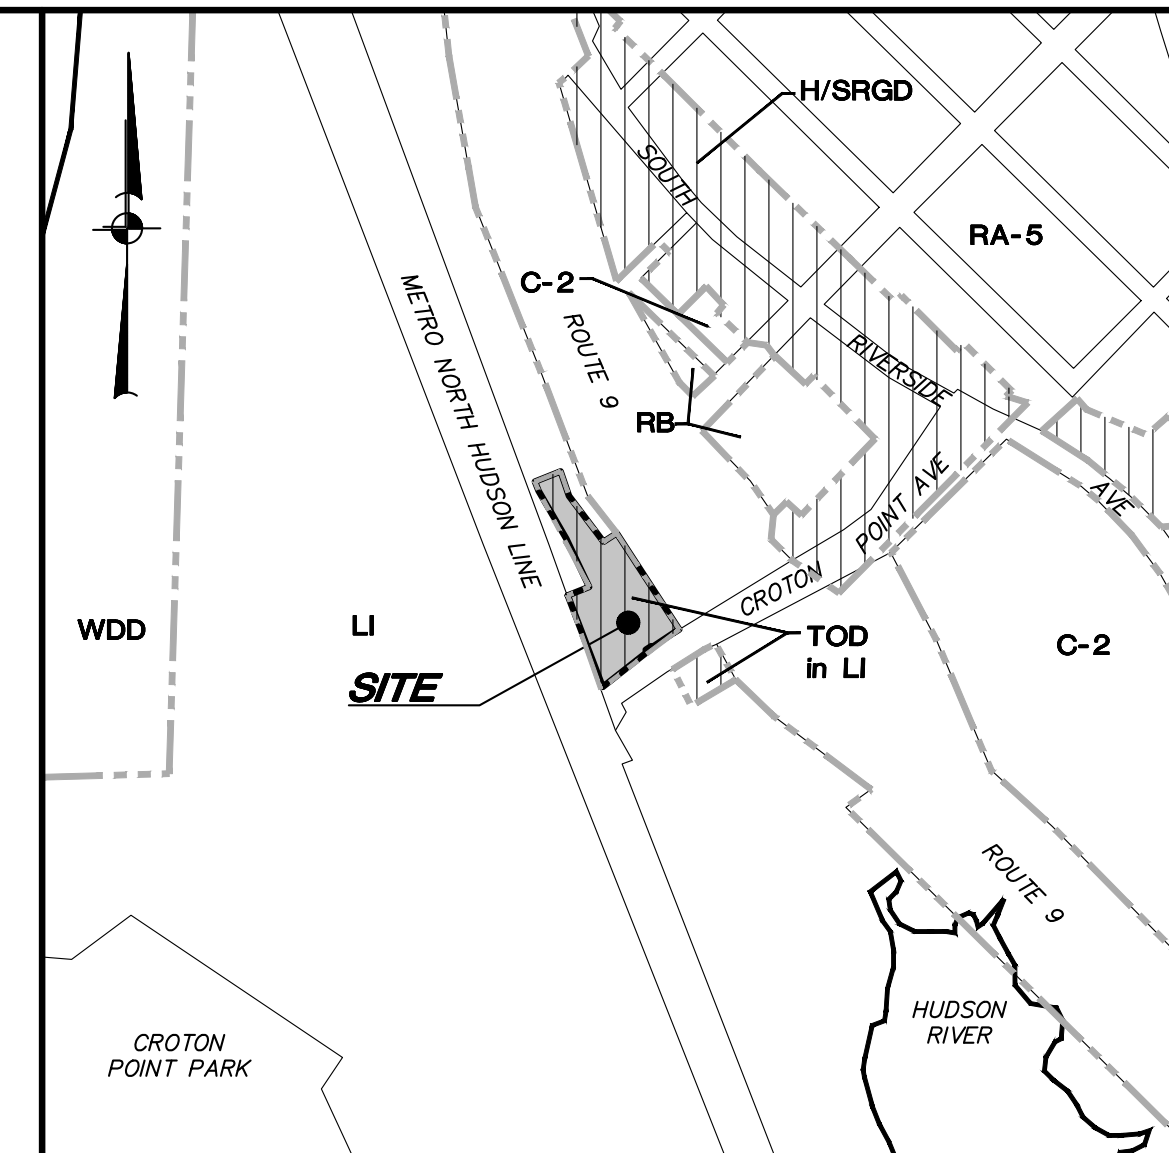 H/SRGD
SOUTH
RA-5
C-2
METRO NORTH HUDSON LINE
ROUTE 9
RIVERSIDE
RB
AVE
CROTON POINT AVE
WDD
LI
TOD
in LI
C-2
SITE
ROUTE 9
HUDSON
RIVER
CROTON
POINT PARK